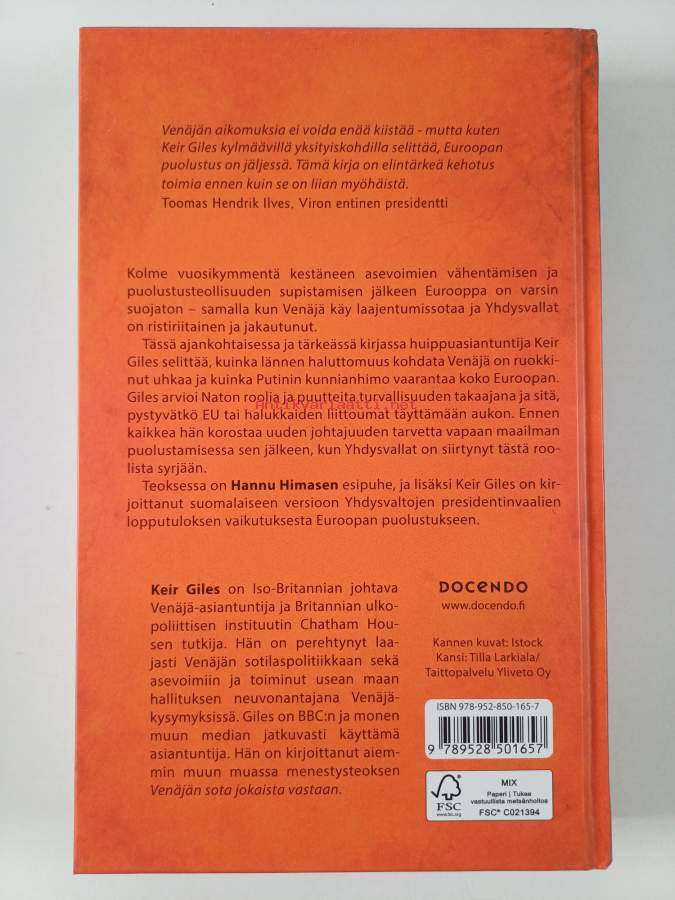 Venäjän aikomuksia ei voida enää kiistää - mutta kuten
Keir Giles kylmäävillä yksityiskohdilla selittää, Euroopan
puolustus on jäljessä. Tämä kirja on elintärkeä kehotus
toimia ennen kuin se on liian myöhäistä.
Toomas Hendrik Ilves, Viron entinen presidentti
Kolme vuosikymmentä kestäneen asevoimien vähentämisen ja
puolustusteollisuuden supistamisen jälkeen Eurooppa on varsin
suojaton – samalla kun Venäjä käy laajentumissotaa ja Yhdysvallat
on ristiriitainen ja jakautunut.
Tässä ajankohtaisessa ja tärkeässä kirjassa huippuasiantuntija Keir
Giles selittää, kuinka lännen haluttomuus kohdata Venäjä on ruokki-
nut uhkaa ja kuinka Putinin kunnianhimo vaarantaa koko Euroopan.
Giles arvioi Naton roolia ja puutteita turvallisuuden takaajana ja sitä,
Antikvariaatti.net
pystyvätkö EU tai halukkaiden liittoumat täyttämään aukon. Ennen
kaikkea hän korostaa uuden johtajuuden tarvetta vapaan maailman
puolustamisessa sen jälkeen, kun Yhdysvallat on siirtynyt tästä roo-
lista syrjään.
Teoksessa on Hannu Himasen esipuhe, ja lisäksi Keir Giles on kir-
joittanut suomalaiseen versioon Yhdysvaltojen presidentinvaalien
lopputuloksen vaikutuksesta Euroopan puolustukseen.
Keir Giles on Iso-Britannian johtava
Venäjä-asiantuntija ja Britannian ulko-
poliittisen instituutin Chatham Hou-
sen tutkija. Hän on perehtynyt laa-
jasti Venäjän sotilaspolitiikkaan sekä
asevoimiin ja toiminut usean maan
hallituksen neuvonantajana Venäjä-
kysymyksissä. Giles on BBC:n ja monen
muun median jatkuvasti käyttämä
asiantuntija. Hän on kirjoittanut aiem-
min muun muassa menestysteoksen
Venäjän sota jokaista vastaan.
DOCENDO
www.docendo.fi
Kannen kuvat: Istock
Kansi: Tilla Larkiala/
Taittopalvelu Yliveto Oy
ISBN 978-952-850-165-7
9 789528 501657
FSC
www.fsc.org
MIX
Paperi | Tukee
vastuullista metsänhoitoa
FSC® C021394